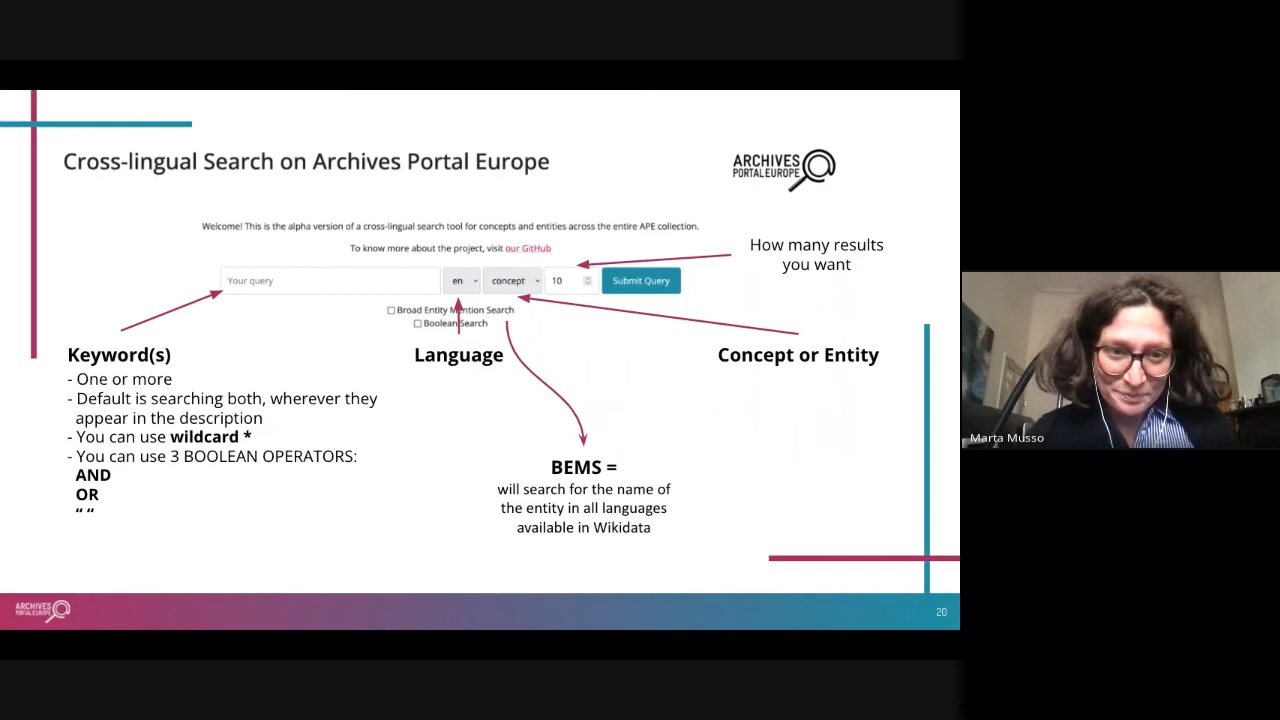 Cross-lingual Search on Archives Portal Europe
ARCHIVES
PORTALEUROPE
Welcome! This is the alpha version of a cross-lingual search tool for concepts and entities across the entire APE collection.
To know more about the project, visit our GitHub
How many results
you want
Your query en concept 10 Submit Query
Broad Entity Mention Search
Boolean Search
Keyword(s)
- One or more
- Default is searching both, wherever they
appear in the description
- You can use wildcard *
- You can use 3 BOOLEAN OPERATORS:
AND
OR
“ “
Language
Concept or Entity
BEMS =
will search for the name of
the entity in all languages
available in Wikidata
Marta Musso
ARCHIVES
PORTALEUROPE
20